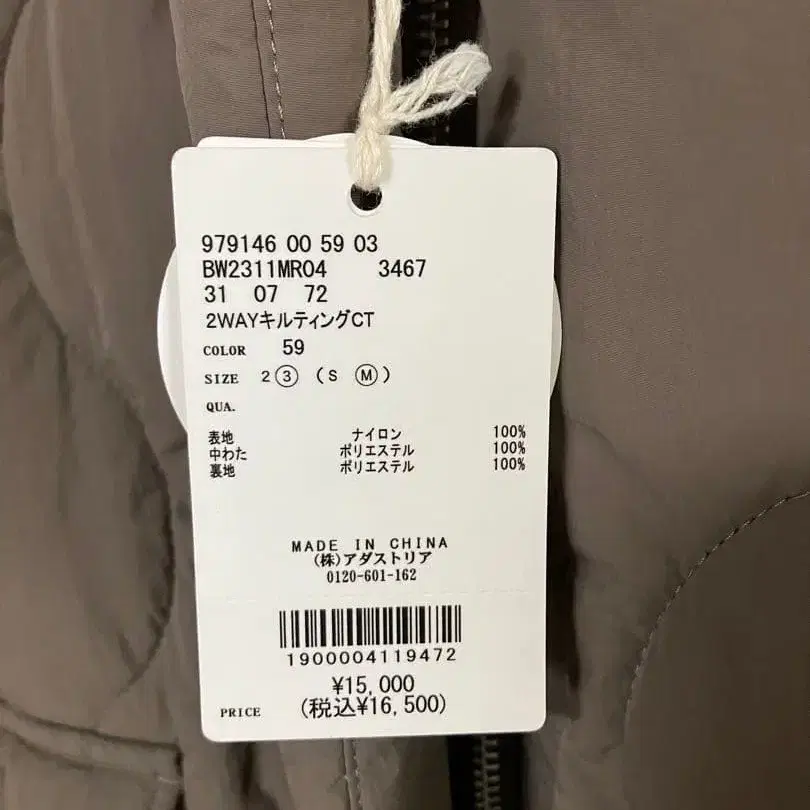 979146 00 59 03
BW2311MR04 3467
31 07 72
2WAYキルティングCT
COLOR 59
SIZE 2 ③ (S Ⓜ)
QUA.
表地 ナイロン 100%
中わた ポリエステル 100%
裏地 ポリエステル 100%
MADE IN CHINA
(株)アダストリア
0120-601-162
1900004119472
¥15,000
PRICE (税込¥16,500)